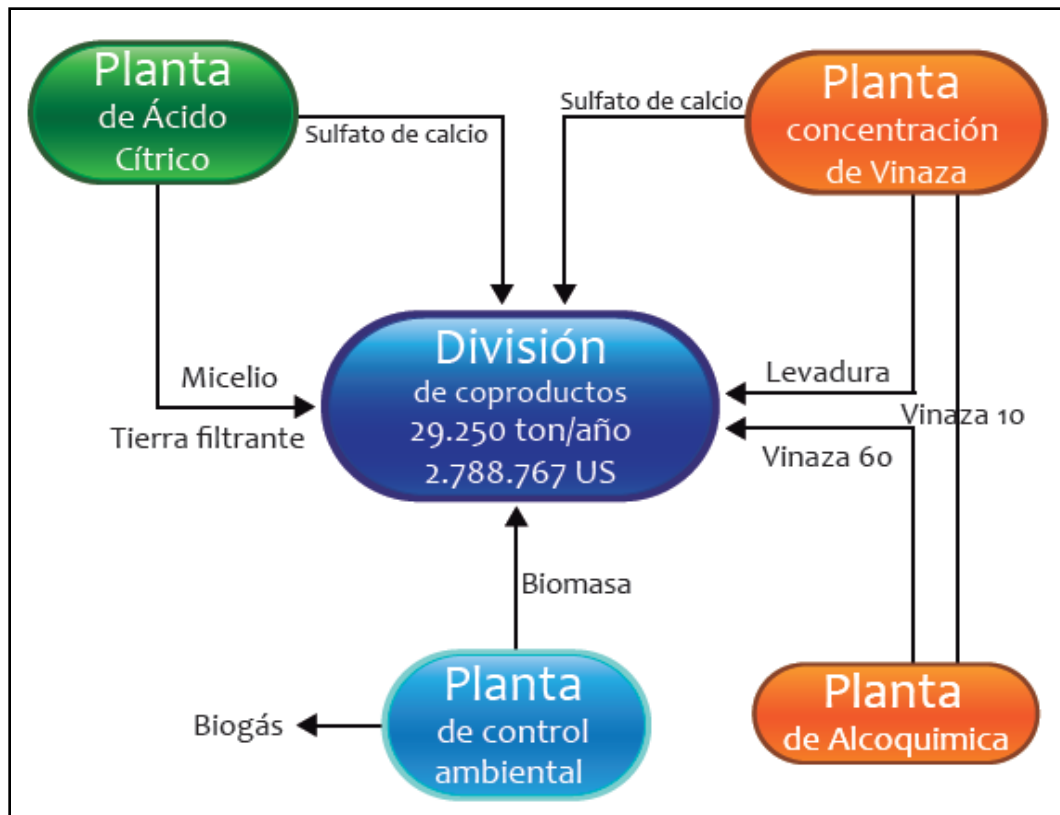 Planta
de Ácido
Cítrico
Sulfato de calcio
Sulfato de calcio
Planta
concentración
de Vinaza
División
de coproductos
29.250 ton/año
2.788.767 US
Micelio
Tierra filtrante
Levadura
Vinaza 10
Vinaza 60
Biomasa
Biogás
Planta
de control
ambiental
Planta
de Alcoquimica